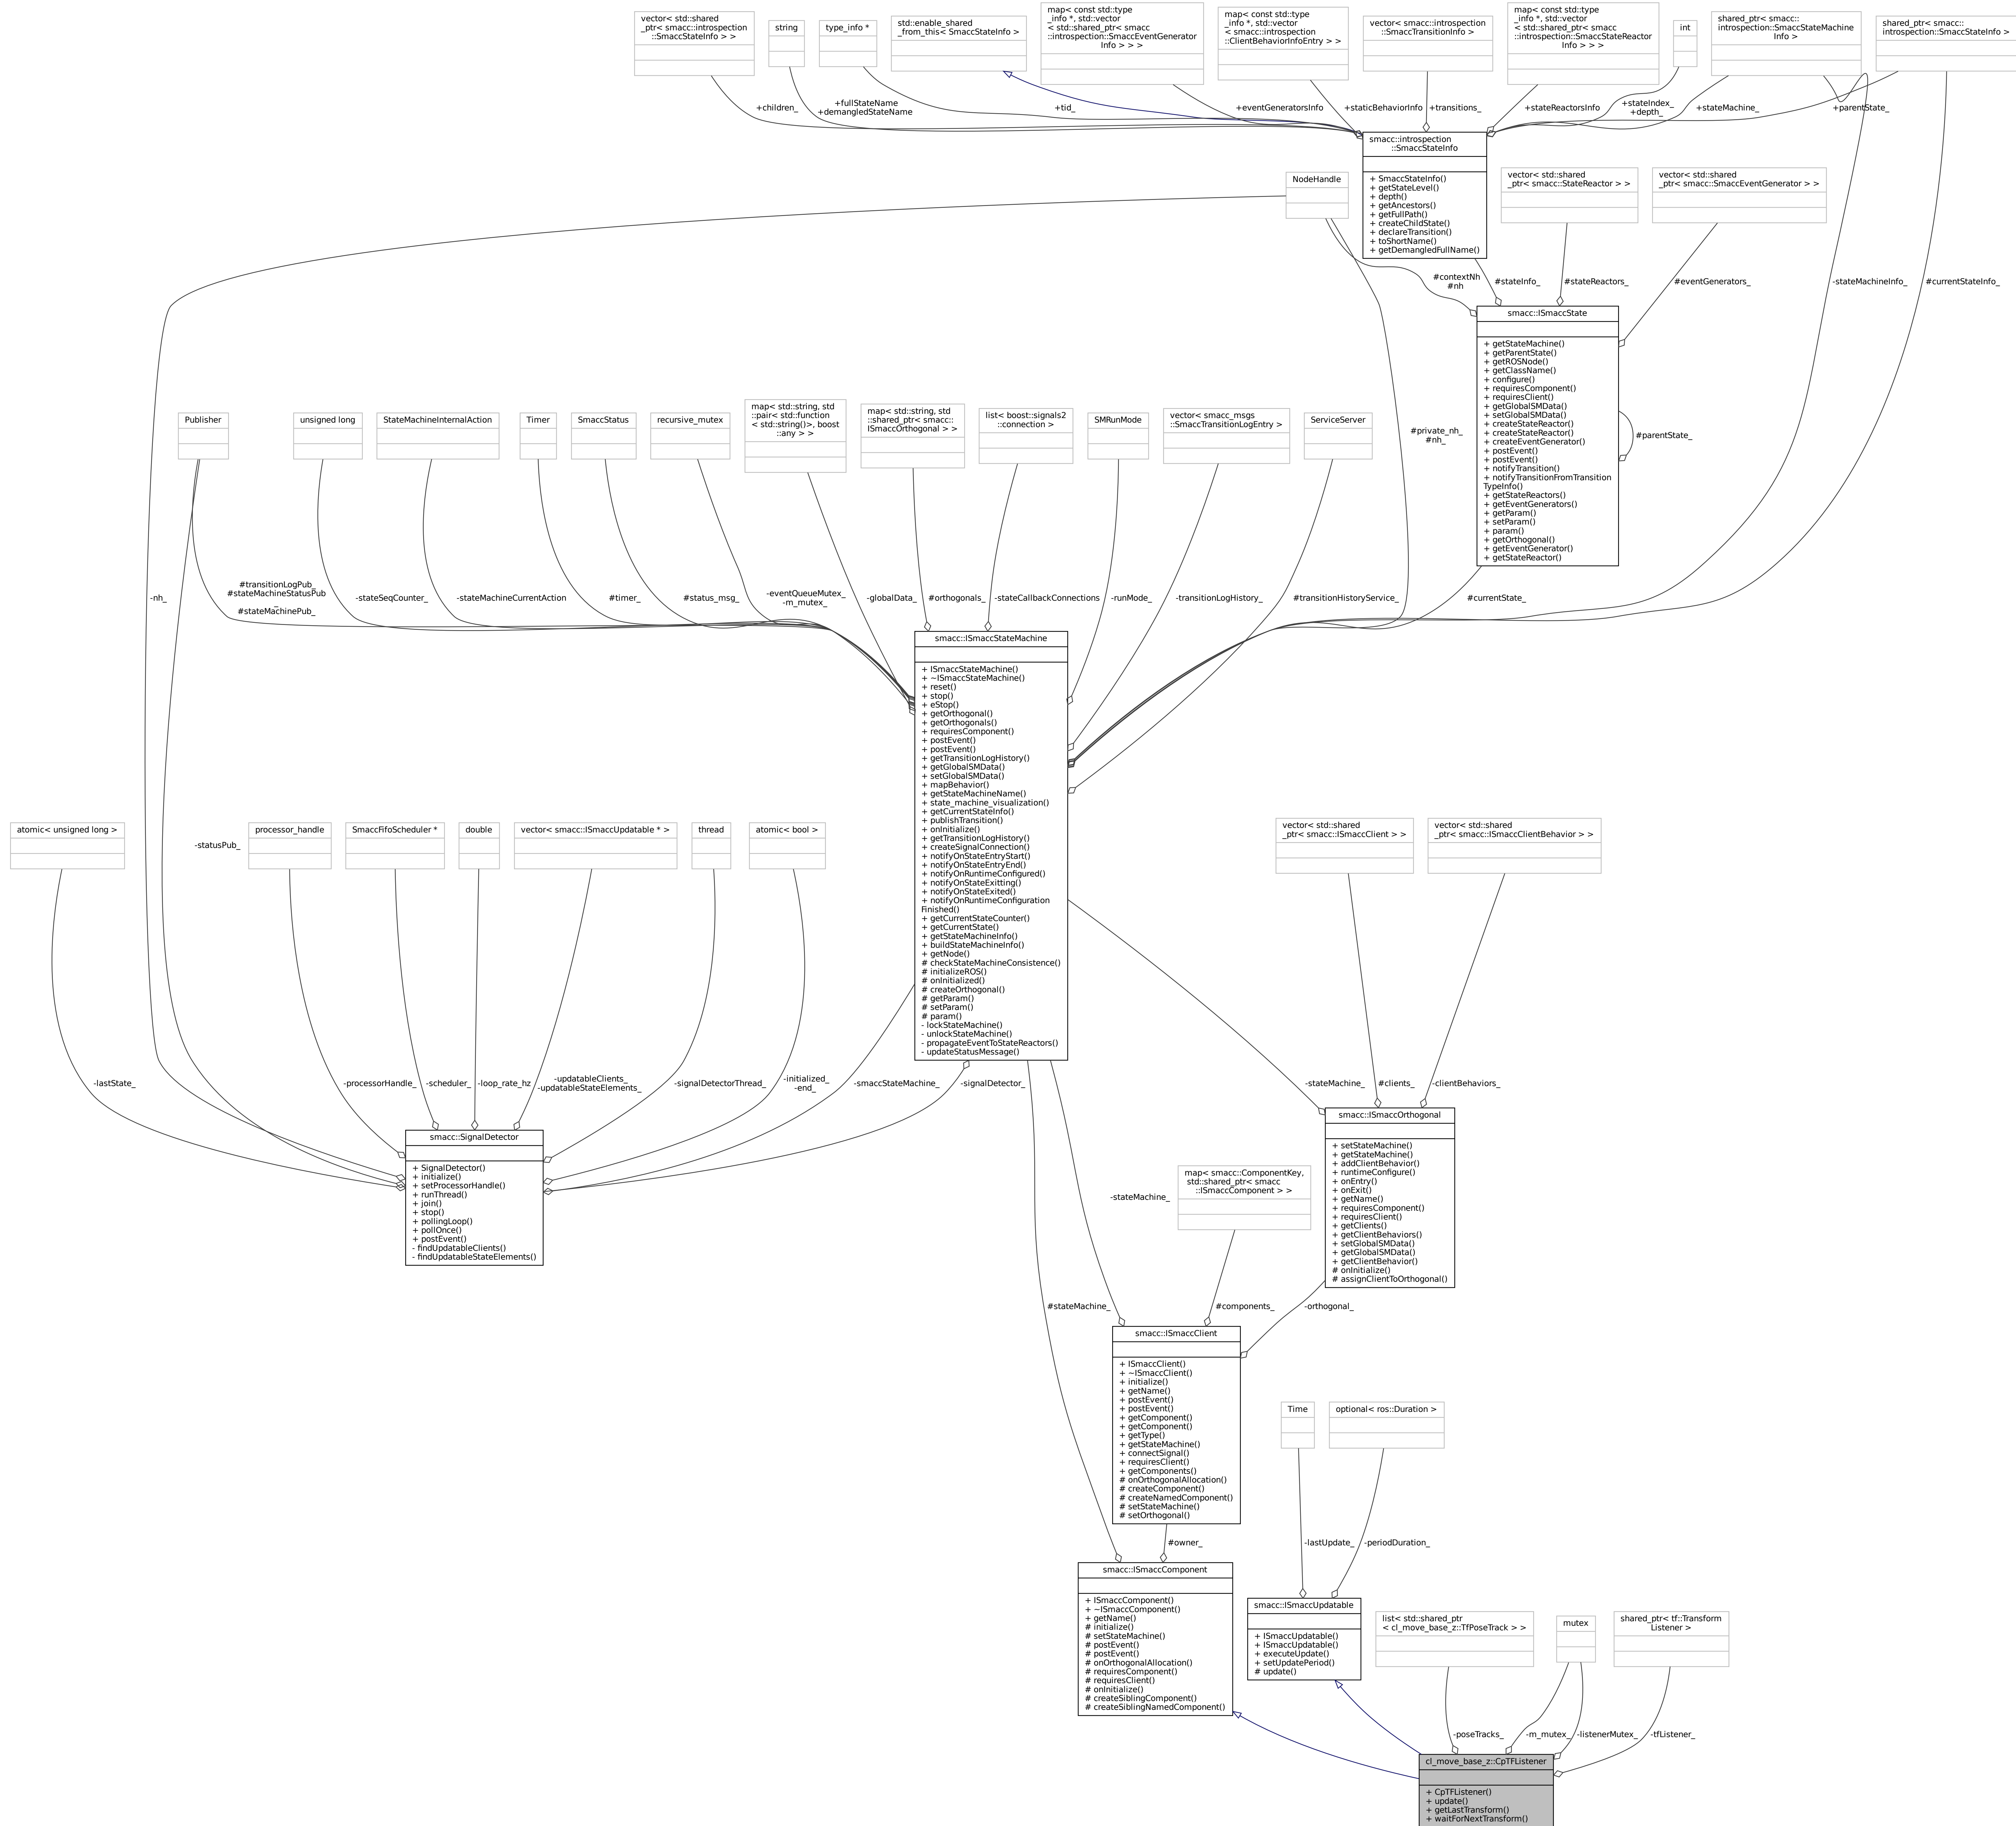 vector< std::shared
_ptr< smacc::introspection
::SmaccStateInfo > >
string
type_info *
std::enable_shared
_from_this< SmaccStateInfo >
map< const std::type
_info *, std::vector
< std::shared_ptr< smacc
::introspection::SmaccEventGenerator
Info > > >
map< const std::type
_info *, std::vector
< smacc::introspection
::ClientBehaviorInfoEntry > >
vector< smacc::introspection
::SmaccTransitionInfo >
map< const std::type
_info *, std::vector
< std::shared_ptr< smacc
::introspection::SmaccStateReactor
Info > > >
int
shared_ptr< smacc::
introspection::SmaccStateMachine
Info >
shared_ptr< smacc::
introspection::SmaccStateInfo >
+children_
+fullStateName
+demangledStateName
+tid_
+eventGeneratorsInfo
+staticBehaviorInfo
+transitions_
+stateReactorsInfo
+stateIndex_
+depth_
+stateMachine_
+parentState_
smacc::introspection
::SmaccStateInfo
+ SmaccStateInfo()
+ getStateLevel()
+ depth()
+ getAncestors()
+ getFullPath()
+ createChildState()
+ declareTransition()
+ toShortName()
+ getDemangledFullName()
NodeHandle
vector< std::shared
_ptr< smacc::StateReactor > >
vector< std::shared
_ptr< smacc::SmaccEventGenerator > >
#contextNh
#nh
#stateInfo_
#stateReactors_
#eventGenerators_
-stateMachineInfo_
#currentStateInfo_
smacc::ISmaccState
+ getStateMachine()
+ getParentState()
+ getROSNode()
+ getClassName()
+ configure()
+ requiresComponent()
+ requiresClient()
+ getGlobalSMData()
+ setGlobalSMData()
+ createStateReactor()
+ createStateReactor()
+ createEventGenerator()
+ postEvent()
+ postEvent()
+ notifyTransition()
+ notifyTransitionFromTransition
TypeInfo()
+ getStateReactors()
+ getEventGenerators()
+ getParam()
+ setParam()
+ param()
+ getOrthogonal()
+ getEventGenerator()
+ getStateReactor()
#parentState_
Publisher
unsigned long
StateMachineInternalAction
Timer
SmaccStatus
recursive_mutex
map< std::string, std
::pair< std::function
< std::string()>, boost
::any > >
map< std::string, std
::shared_ptr< smacc::
ISmaccOrthogonal > >
list< boost::signals2
::connection >
SMRunMode
vector< smacc_msgs
::SmaccTransitionLogEntry >
ServiceServer
#private_nh_
#nh_
-nh_
#transitionLogPub_
#stateMachineStatusPub
_
#stateMachinePub_
-stateSeqCounter_
-stateMachineCurrentAction
#timer_
#status_msg_
-eventQueueMutex_
-m_mutex_
-globalData_
#orthogonals_
-stateCallbackConnections
-runMode_
-transitionLogHistory_
#transitionHistoryService_
#currentState_
smacc::ISmaccStateMachine
+ ISmaccStateMachine()
+ ~ISmaccStateMachine()
+ reset()
+ stop()
+ eStop()
+ getOrthogonal()
+ getOrthogonals()
+ requiresComponent()
+ postEvent()
+ postEvent()
+ getTransitionLogHistory()
+ getGlobalSMData()
+ setGlobalSMData()
+ mapBehavior()
+ getStateMachineName()
+ state_machine_visualization()
+ getCurrentStateInfo()
+ publishTransition()
+ onInitialize()
+ getTransitionLogHistory()
+ createSignalConnection()
+ notifyOnStateEntryStart()
+ notifyOnStateEntryEnd()
+ notifyOnRuntimeConfigured()
+ notifyOnStateExitting()
+ notifyOnStateExited()
+ notifyOnRuntimeConfiguration
Finished()
+ getCurrentStateCounter()
+ getCurrentState()
+ getStateMachineInfo()
+ buildStateMachineInfo()
+ getNode()
# checkStateMachineConsistence()
# initializeROS()
# onInitialized()
# createOrthogonal()
# getParam()
# setParam()
# param()
- lockStateMachine()
- unlockStateMachine()
- propagateEventToStateReactors()
- updateStatusMessage()
atomic< unsigned long >
-statusPub_
processor_handle
SmaccFifoScheduler *
double
vector< smacc::ISmaccUpdatable * >
thread
atomic< bool >
vector< std::shared
_ptr< smacc::ISmaccClient > >
vector< std::shared
_ptr< smacc::ISmaccClientBehavior > >
-lastState_
-processorHandle_
-scheduler_
-loop_rate_hz
-updatableClients_
-updatableStateElements_
-signalDetectorThread_
-initialized_
-end_
-smaccStateMachine_
-signalDetector_
-stateMachine_
#clients_
-clientBehaviors_
smacc::SignalDetector
+ SignalDetector()
+ initialize()
+ setProcessorHandle()
+ runThread()
+ join()
+ stop()
+ pollingLoop()
+ pollOnce()
+ postEvent()
- findUpdatableClients()
- findUpdatableStateElements()
smacc::ISmaccOrthogonal
+ setStateMachine()
+ getStateMachine()
+ addClientBehavior()
+ runtimeConfigure()
+ onEntry()
+ onExit()
+ getName()
+ requiresComponent()
+ requiresClient()
+ getClients()
+ getClientBehaviors()
+ setGlobalSMData()
+ getGlobalSMData()
+ getClientBehavior()
# onInitialize()
# assignClientToOrthogonal()
-stateMachine_
map< smacc::ComponentKey,
std::shared_ptr< smacc
::ISmaccComponent > >
#stateMachine_
#components_
-orthogonal_
smacc::ISmaccClient
+ ISmaccClient()
+ ~ISmaccClient()
+ initialize()
+ getName()
+ postEvent()
+ postEvent()
+ getComponent()
+ getComponent()
+ getType()
+ getStateMachine()
+ connectSignal()
+ requiresClient()
+ getComponents()
# onOrthogonalAllocation()
# createComponent()
# createNamedComponent()
# setStateMachine()
# setOrthogonal()
Time
optional< ros::Duration >
#owner_
-lastUpdate_
-periodDuration_
smacc::ISmaccComponent
+ ISmaccComponent()
+ ~ISmaccComponent()
+ getName()
# initialize()
# setStateMachine()
# postEvent()
# postEvent()
# onOrthogonalAllocation()
# requiresComponent()
# requiresClient()
# onInitialize()
# createSiblingComponent()
# createSiblingNamedComponent()
smacc::ISmaccUpdatable
+ ISmaccUpdatable()
+ ISmaccUpdatable()
+ executeUpdate()
+ setUpdatePeriod()
# update()
list< std::shared_ptr
< cl_move_base_z::TfPoseTrack > >
mutex
shared_ptr< tf::Transform
Listener >
-poseTracks_
-m_mutex_
-listenerMutex_
-tfListener_
cl_move_base_z::CpTFListener
+ CpTFListener()
+ update()
+ getLastTransform()
+ waitForNextTransform()